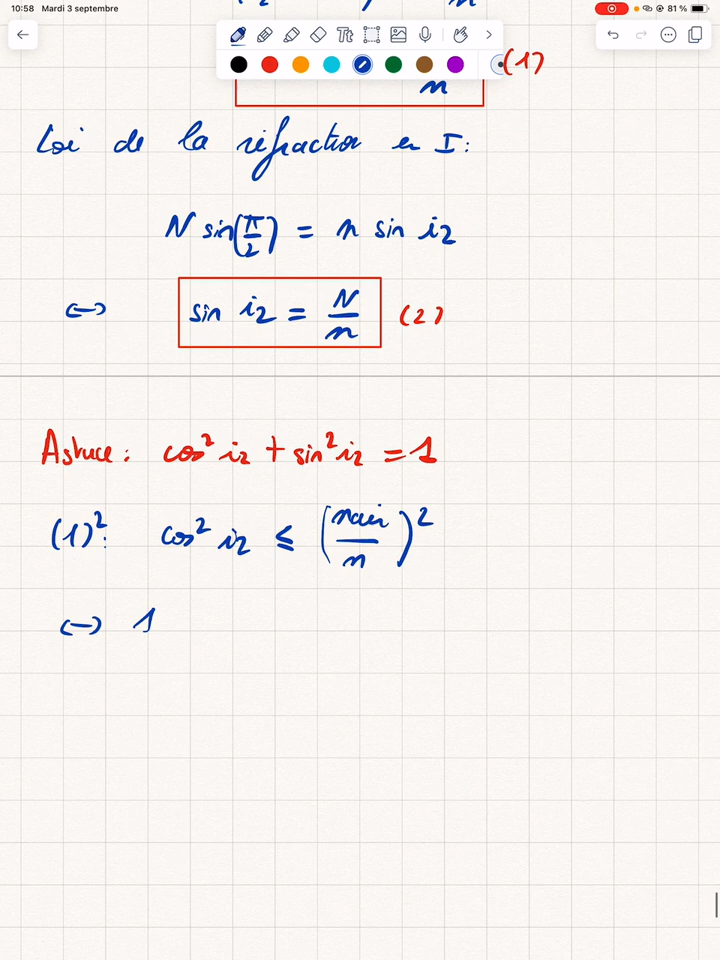 10:58 Mardi 3 septembre 81 %
Tt
n (1)
Loi de la réfraction en I :
N sin(π/2) = n sin i2
<-> sin i2 = N/n (2)
Astuce : cos² i2 + sin² i2 = 1
(1)² : cos² i2 ≤ (nair/n)²
<-> 1